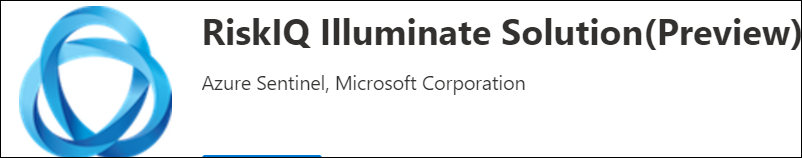 RiskIQ Illuminate Solution(Preview)
Azure Sentinel, Microsoft Corporation